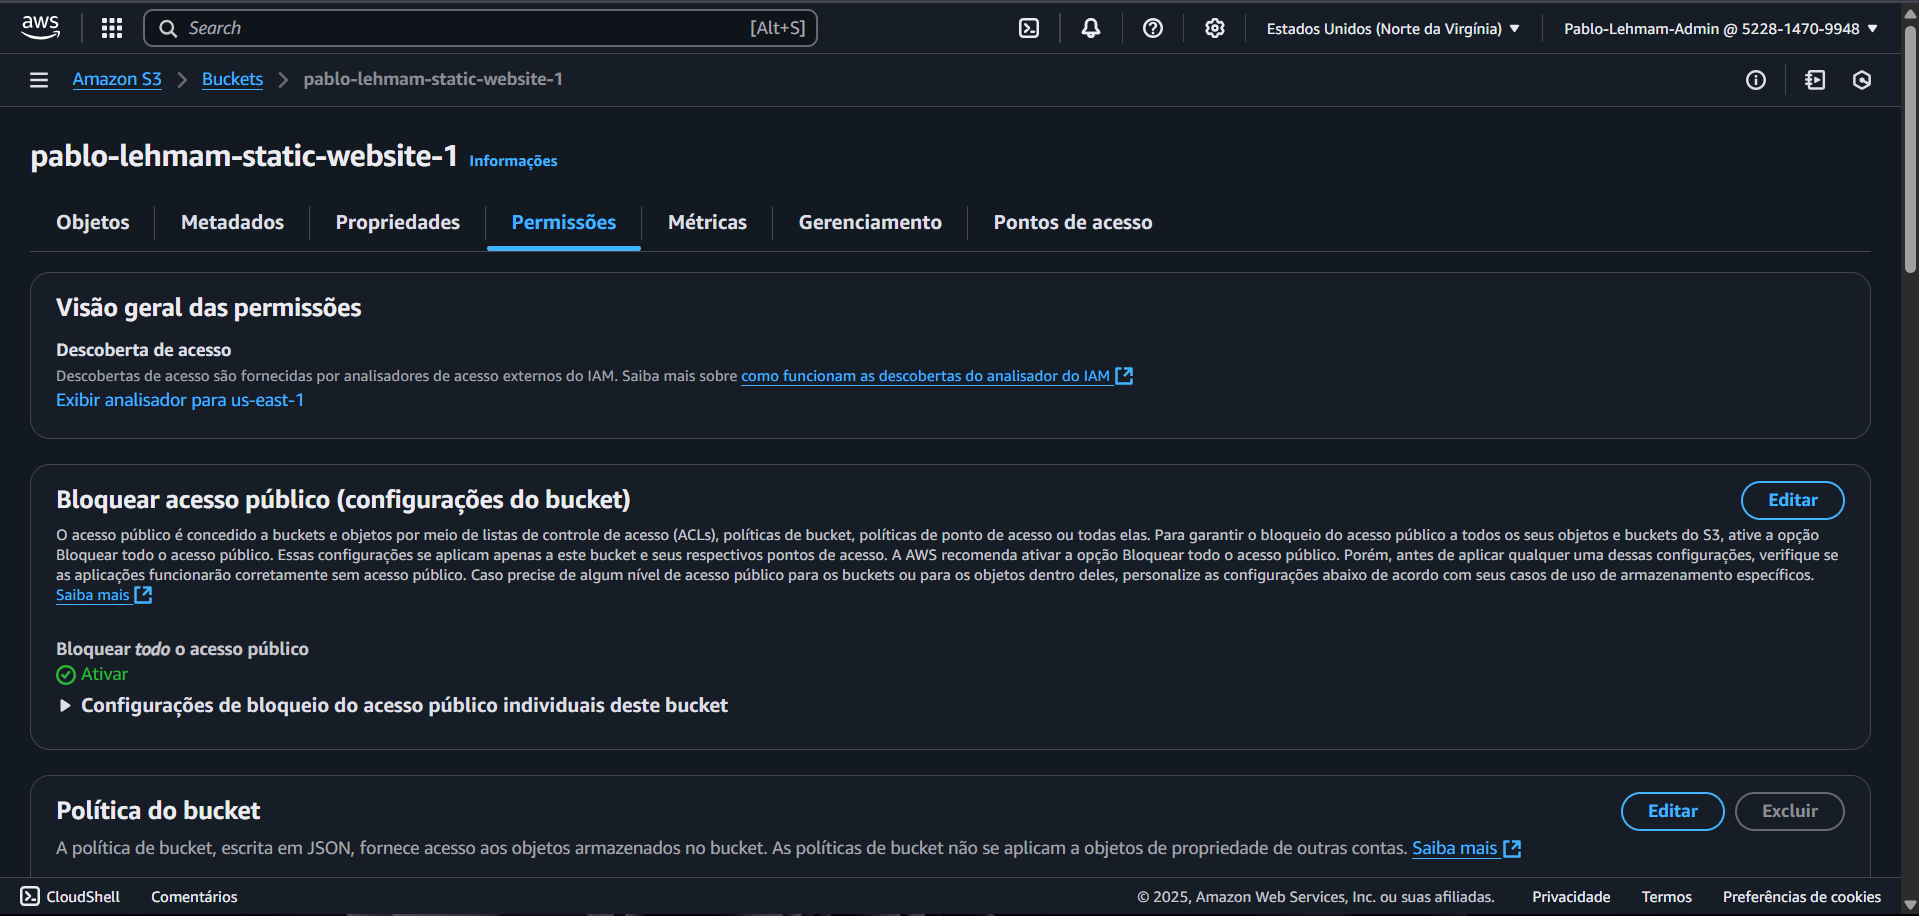 aws
Search [Alt+S]
Estados Unidos (Norte da Virgínia)
Pablo-Lehmam-Admin @ 5228-1470-9948
Amazon S3 > Buckets > pablo-lehmam-static-website-1
pablo-lehmam-static-website-1 Informações
Objetos Metadados Propriedades Permissões Métricas Gerenciamento Pontos de acesso
Visão geral das permissões
Descoberta de acesso
Descobertas de acesso são fornecidas por analisadores de acesso externos do IAM. Saiba mais sobre como funcionam as descobertas do analisador do IAM
Exibir analisador para us-east-1
Bloquear acesso público (configurações do bucket)
Editar
O acesso público é concedido a buckets e objetos por meio de listas de controle de acesso (ACLs), políticas de bucket, políticas de ponto de acesso ou todas elas. Para garantir o bloqueio do acesso público a todos os seus objetos e buckets do S3, ative a opção
Bloquear todo o acesso público. Essas configurações se aplicam apenas a este bucket e seus respectivos pontos de acesso. A AWS recomenda ativar a opção Bloquear todo o acesso público. Porém, antes de aplicar qualquer uma dessas configurações, verifique se
as aplicações funcionarão corretamente sem acesso público. Caso precise de algum nível de acesso público para os buckets ou para os objetos dentro deles, personalize as configurações abaixo de acordo com seus casos de uso de armazenamento específicos.
Saiba mais
Bloquear todo o acesso público
Ativar
Configurações de bloqueio do acesso público individuais deste bucket
Política do bucket
Editar Excluir
A política de bucket, escrita em JSON, fornece acesso aos objetos armazenados no bucket. As políticas de bucket não se aplicam a objetos de propriedade de outras contas. Saiba mais
CloudShell Comentários © 2025, Amazon Web Services, Inc. ou suas afiliadas. Privacidade Termos Preferências de cookies